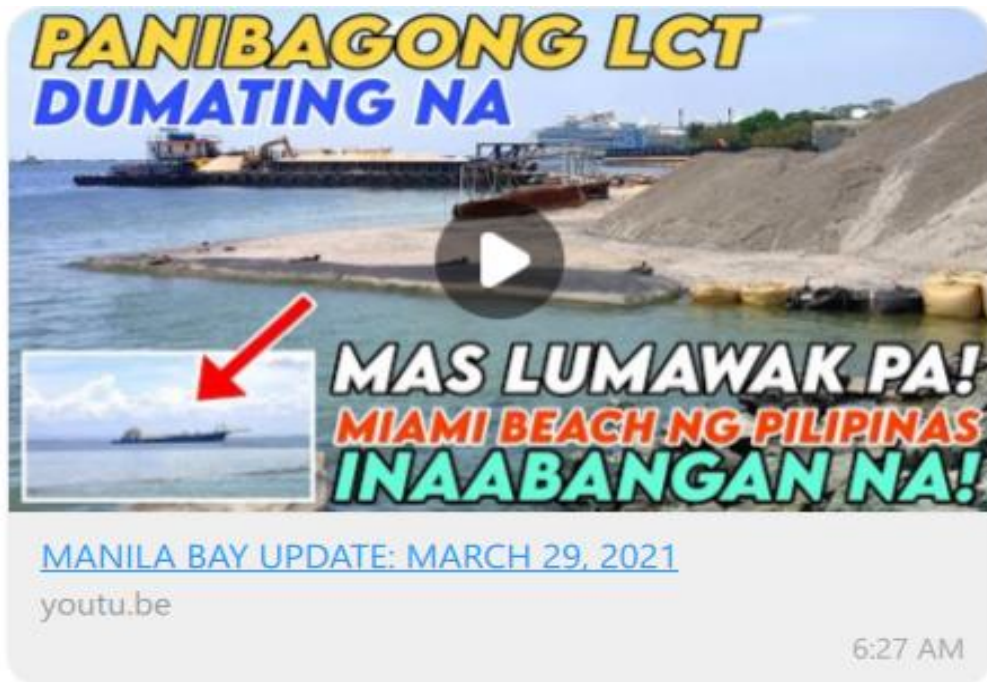 PANIBAGONG LCT
DUMATING NA
MAS LUMAWAK PA!
MIAMI BEACH NG PILIPINAS
INAABANGAN NA!
MANILA BAY UPDATE: MARCH 29, 2021
youtu.be
6:27 AM